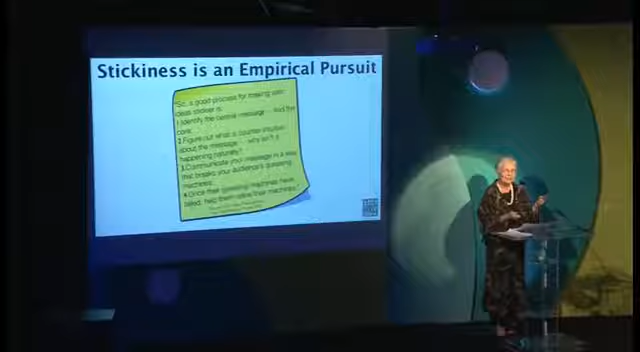 Stickiness is an Empirical Pursuit
"So, a good process for making your
ideas stickier is:
1.Identify the central message find the
core;
2.Figure out what is counter-intuitive
about the message why isn't it
happening naturally?
3.Communicate your message in a way
that breaks your audience's guessing
machines
4.Once their guessing machines have
failed, help them refine their machines."